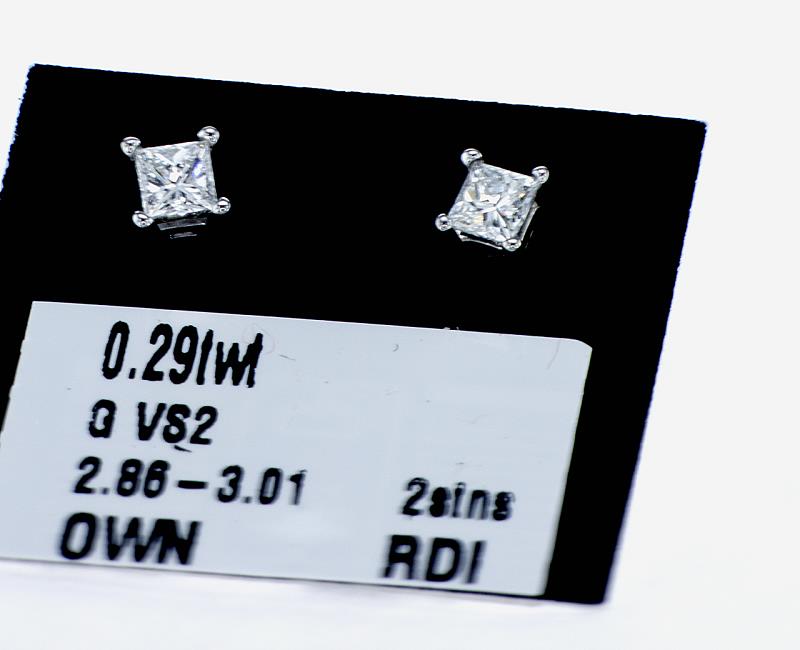 0.29twt
G VS2
2.86-3.01 2stns
OWN RDI